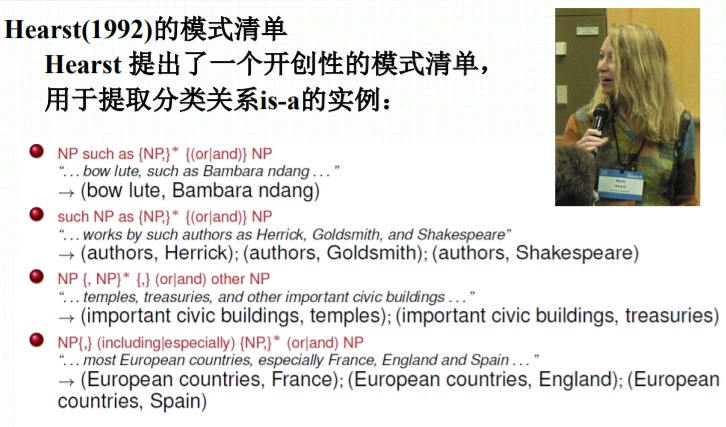 Hearst(1992)的模式清单
Hearst 提出了一个开创性的模式清单，
用于提取分类关系is-a的实例：
NP such as {NP,}* {(or|and)} NP
“. . . bow lute, such as Bambara ndang . . . ”
→ (bow lute, Bambara ndang)
such NP as {NP,}* {(or|and)} NP
“. . . works by such authors as Herrick, Goldsmith, and Shakespeare”
→ (authors, Herrick); (authors, Goldsmith); (authors, Shakespeare)
NP {, NP}* {,} (or|and) other NP
“. . . temples, treasuries, and other important civic buildings . . . ”
→ (important civic buildings, temples); (important civic buildings, treasuries)
NP{,} (including|especially) {NP,}* (or|and) NP
“. . . most European countries, especially France, England and Spain . . . ”
→ (European countries, France); (European countries, England); (European
countries, Spain)
Marti
Hearst